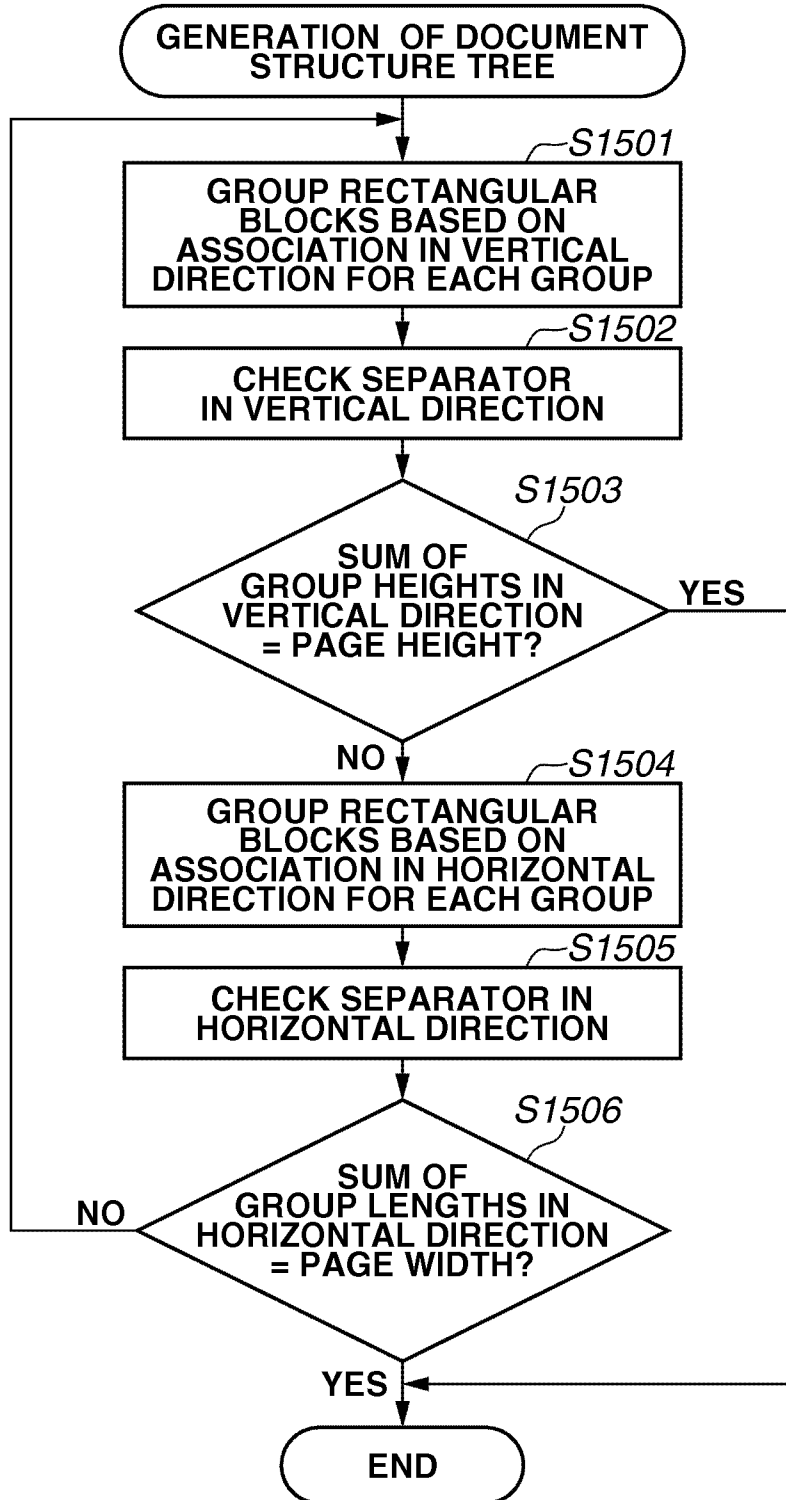 GENERATION OF DOCUMENT
STRUCTURE TREE
S1501
GROUP RECTANGULAR
BLOCKS BASED ON
ASSOCIATION IN VERTICAL
DIRECTION FOR EACH GROUP
S1502
CHECK SEPARATOR
IN VERTICAL DIRECTION
S1503
SUM OF
GROUP HEIGHTS IN
VERTICAL DIRECTION
= PAGE HEIGHT?
YES
NO
S1504
GROUP RECTANGULAR
BLOCKS BASED ON
ASSOCIATION IN HORIZONTAL
DIRECTION FOR EACH GROUP
S1505
CHECK SEPARATOR IN
HORIZONTAL DIRECTION
S1506
SUM OF
GROUP LENGTHS IN
HORIZONTAL DIRECTION
= PAGE WIDTH?
NO
YES
END